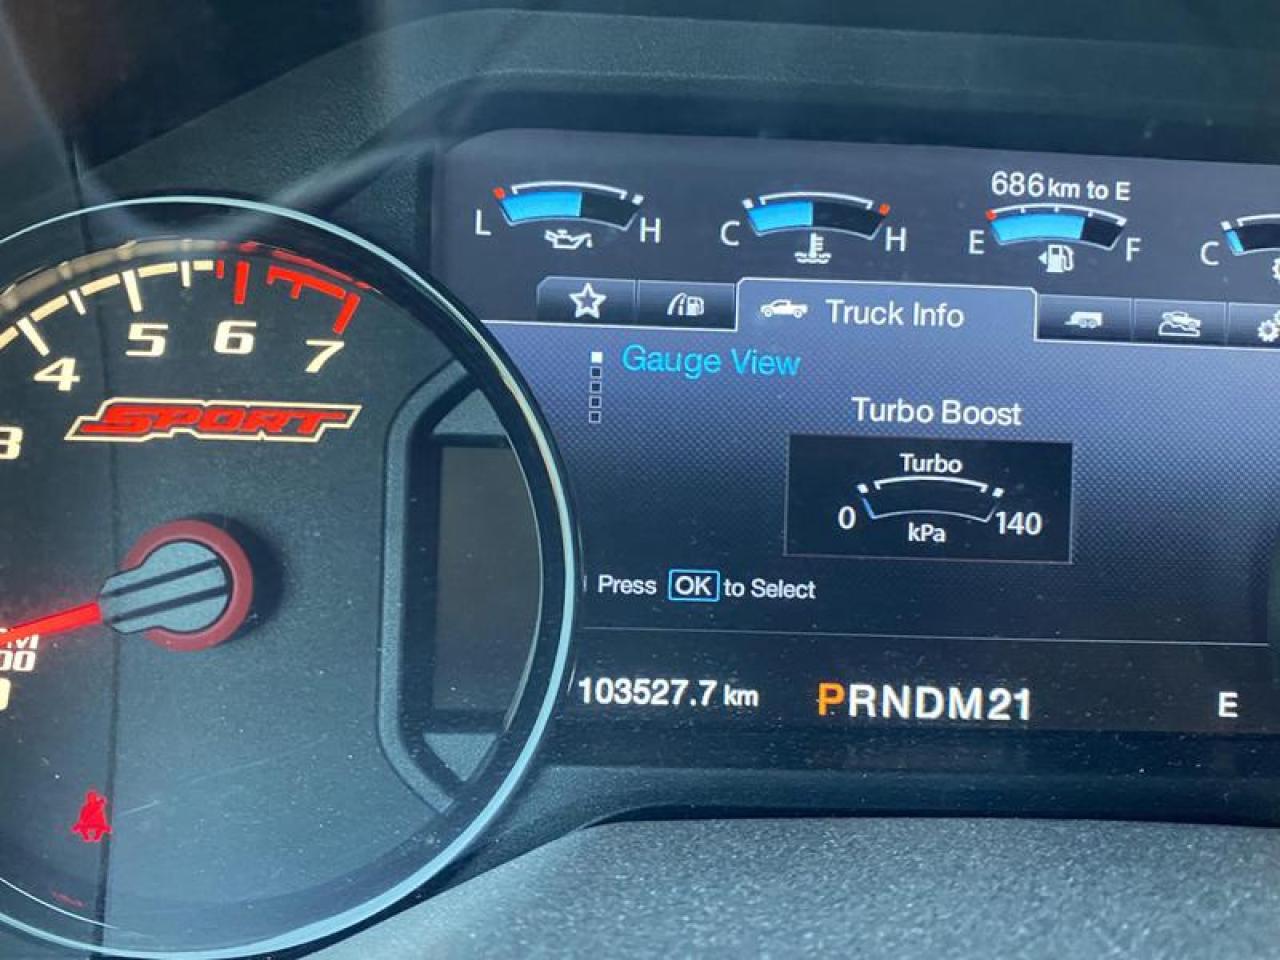 686 km to E
L H
C H
E F
C
Truck Info
Gauge View
Turbo Boost
Turbo
0 140
kPa
Press OK to Select
103527.7 km
PRNDM21
E
3 4 5 6 7
SPORT